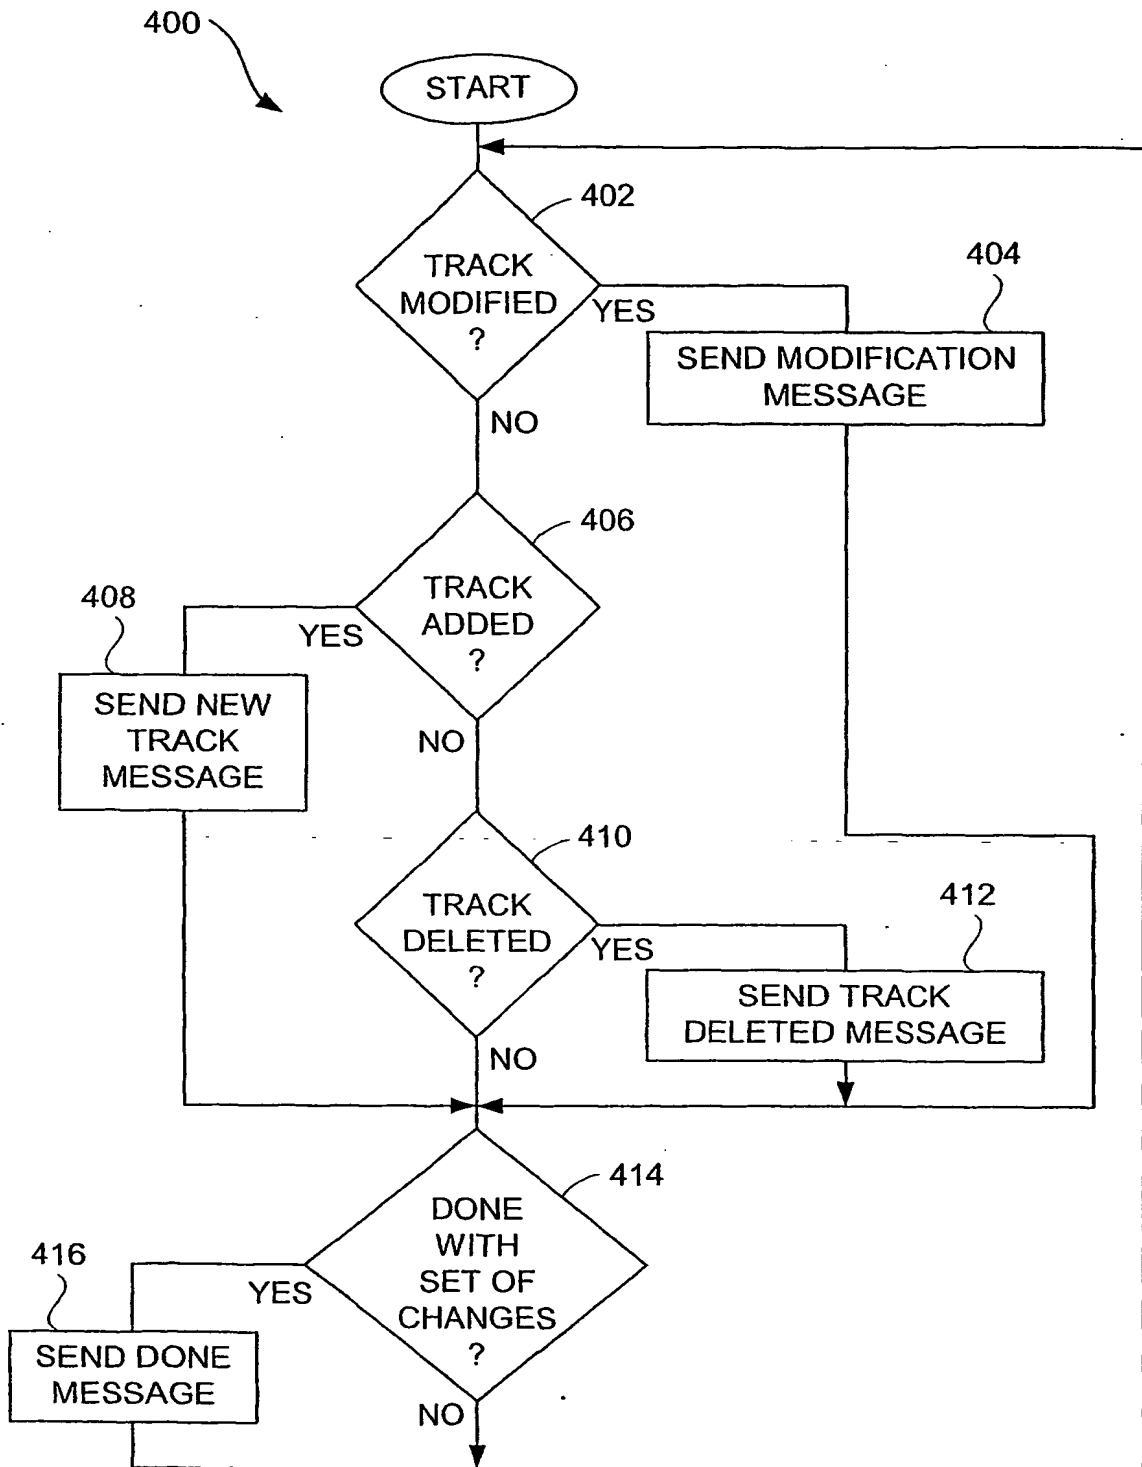 400
START
402
TRACK
MODIFIED
?
YES
NO
404
SEND MODIFICATION
MESSAGE
406
TRACK
ADDED
?
YES
NO
408
SEND NEW
TRACK
MESSAGE
410
TRACK
DELETED
?
YES
NO
412
SEND TRACK
DELETED MESSAGE
414
DONE
WITH
SET OF
CHANGES
?
YES
NO
416
SEND DONE
MESSAGE